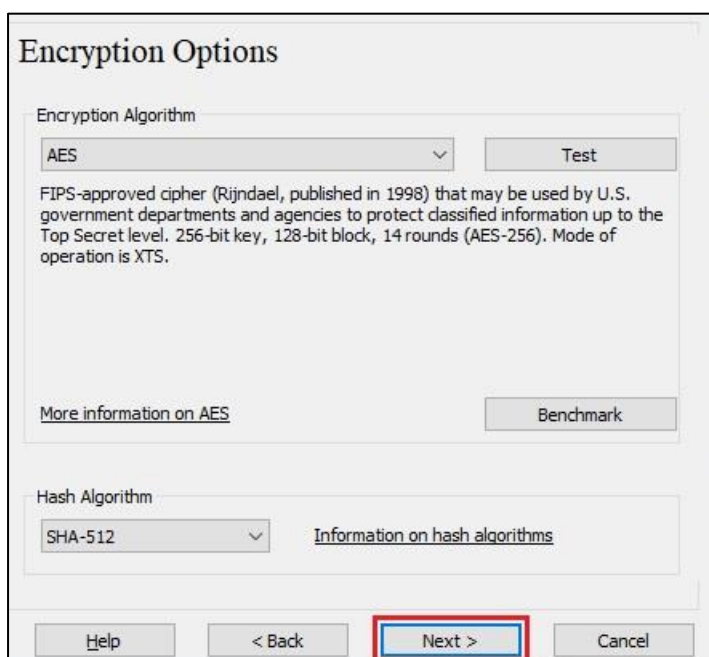 Encryption Options
Encryption Algorithm
AES
Test
FIPS-approved cipher (Rijndael, published in 1998) that may be used by U.S.
government departments and agencies to protect classified information up to the
Top Secret level. 256-bit key, 128-bit block, 14 rounds (AES-256). Mode of
operation is XTS.
More information on AES
Benchmark
Hash Algorithm
SHA-512
Information on hash algorithms
Help
< Back
Next >
Cancel